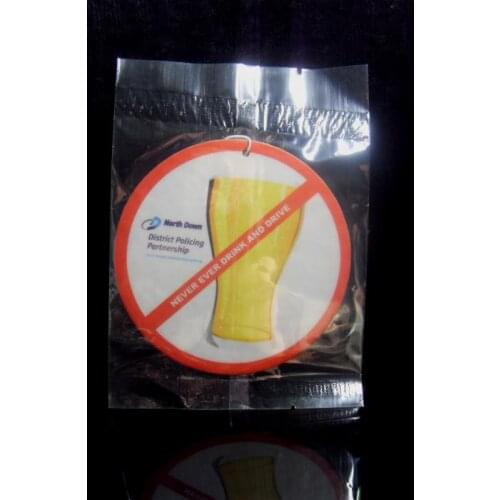 North Down
District Policing
Partnership
NEVER EVER DRINK AND DRIVE